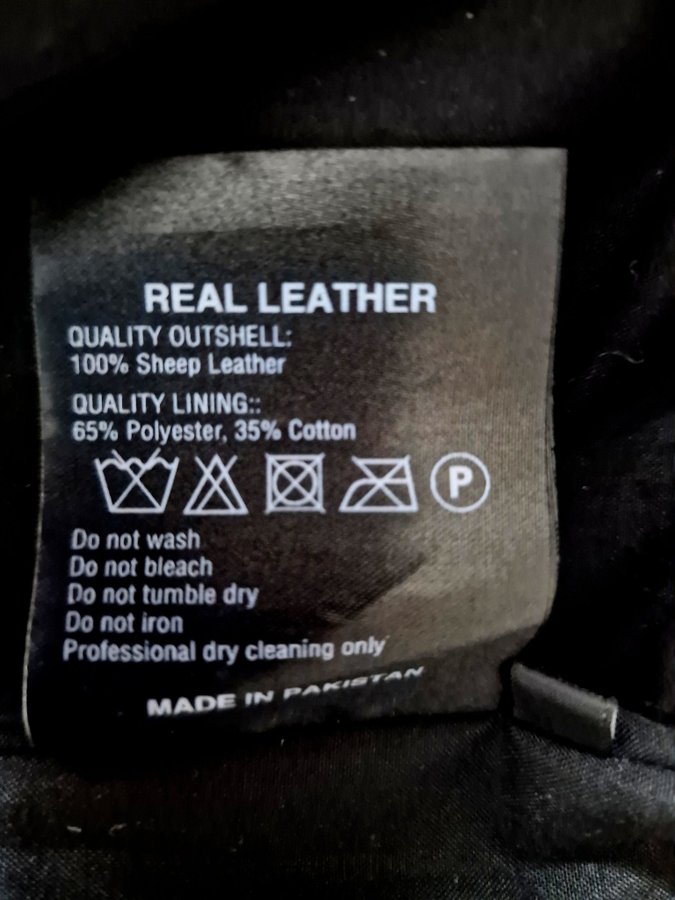 REAL LEATHER
QUALITY OUTSHELL:
100% Sheep Leather
QUALITY LINING::
65% Polyester, 35% Cotton
P
Do not wash
Do not bleach
Do not tumble dry
Do not iron
Professional dry cleaning only
MADE IN PAKISTAN